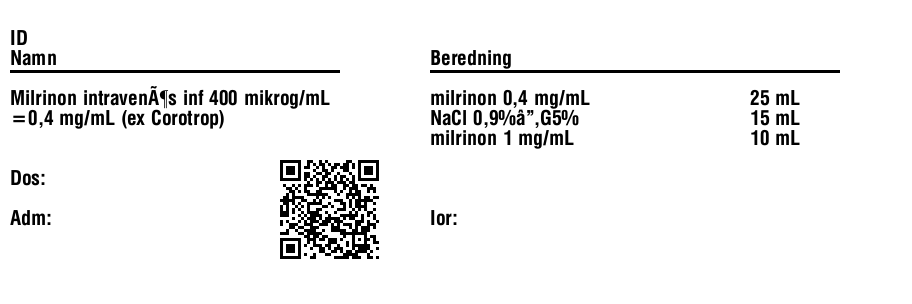 ID
Namn
Beredning
Milrinon intravenÃ¶s inf 400 mikrog/mL
=0,4 mg/mL (ex Corotrop)
milrinon 0,4 mg/mL 25 mL
NaCl 0,9%â”‚G5% 15 mL
milrinon 1 mg/mL 10 mL
Dos:
Adm:
Ior: